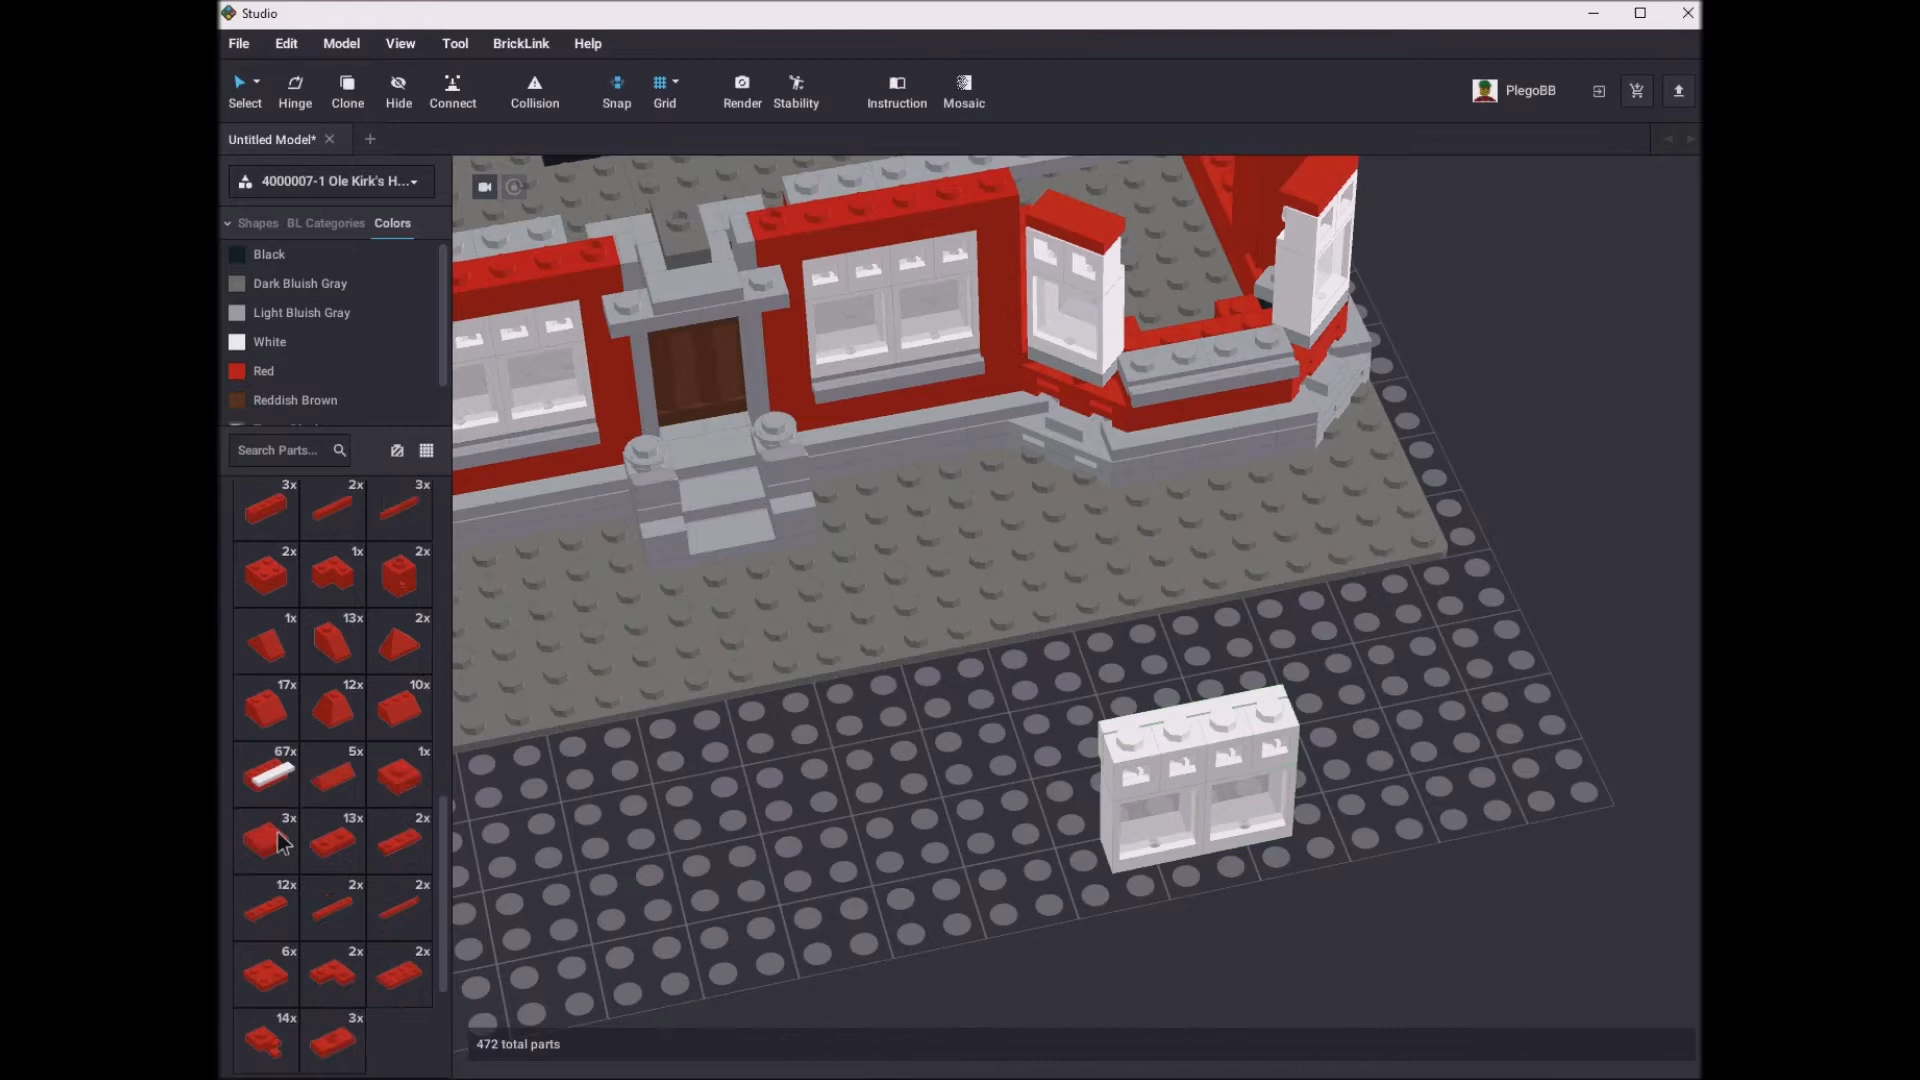 Studio
File Edit Model View Tool BrickLink Help
Select Hinge Clone Hide Connect Collision Snap Grid Render Stability Instruction Mosaic PlegoBB
Untitled Model*
4000007-1 Ole Kirk's H...
Shapes BL Categories Colors
Black
Dark Bluish Gray
Light Bluish Gray
White
Red
Reddish Brown
Search Parts...
3x 2x 3x
2x 1x 2x
1x 13x 2x
17x 12x 10x
67x 5x 1x
3x 13x 2x
12x 2x 2x
6x 2x 2x
14x 3x
472 total parts